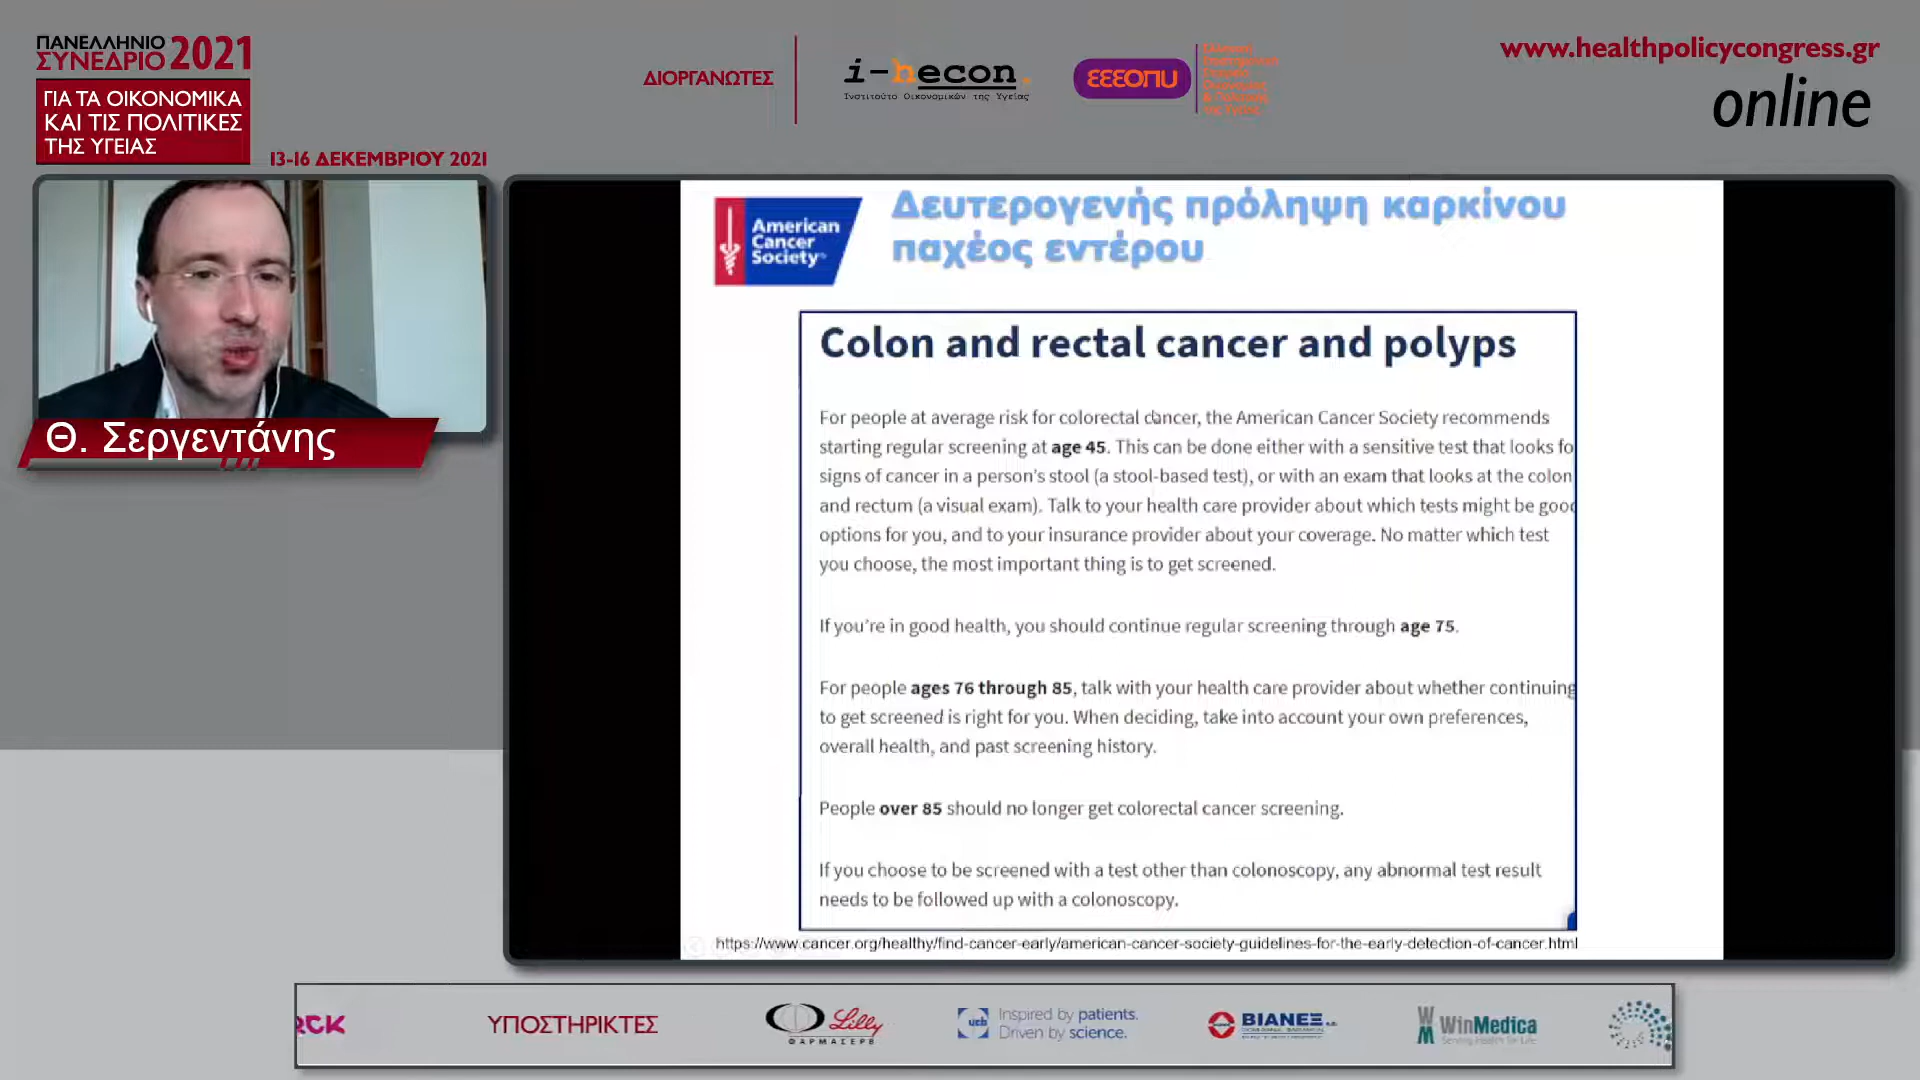 ΠΑΝΕΛΛΗΝΙΟ
ΣΥΝΕΔΡΙΟ 2021
ΓΙΑ ΤΑ ΟΙΚΟΝΟΜΙΚΑ
ΚΑΙ ΤΙΣ ΠΟΛΙΤΙΚΕΣ
ΤΗΣ ΥΓΕΙΑΣ
13-16 ΔΕΚΕΜΒΡΙΟΥ 2021
ΔΙΟΡΓΑΝΩΤΕΣ
i-hecon.
Ινστιτούτο Οικονομικών της Υγείας
ΕΕΕΟΠΥ
www.healthpolicycongress.gr
online
Θ. Σεργεντάνης
American
Cancer
Society
Δευτερογενής πρόληψη καρκίνου
παχέος εντέρου
Colon and rectal cancer and polyps
For people at average risk for colorectal cancer, the American Cancer Society recommends
starting regular screening at age 45. This can be done either with a sensitive test that looks fo
signs of cancer in a person's stool (a stool-based test), or with an exam that looks at the colon
and rectum (a visual exam). Talk to your health care provider about which tests might be good
options for you, and to your insurance provider about your coverage. No matter which test
you choose, the most important thing is to get screened.
If you're in good health, you should continue regular screening through age 75.
For people ages 76 through 85, talk with your health care provider about whether continuing
to get screened is right for you. When deciding, take into account your own preferences,
overall health, and past screening history.
People over 85 should no longer get colorectal cancer screening.
If you choose to be screened with a test other than colonoscopy, any abnormal test result
needs to be followed up with a colonoscopy.
https://www.cancer.org/healthy/find-cancer-early/american-cancer-society-guidelines-for-the-early-detection-of-cancer.html
RCK
ΥΠΟΣΤΗΡΙΚΤΕΣ
Lilly
ΦΑΡΜΑΣΕΡΒ
ucb
Inspired by patients.
Driven by science.
ΒΙΑΝΕΞ
WinMedica
Serving Health for Life